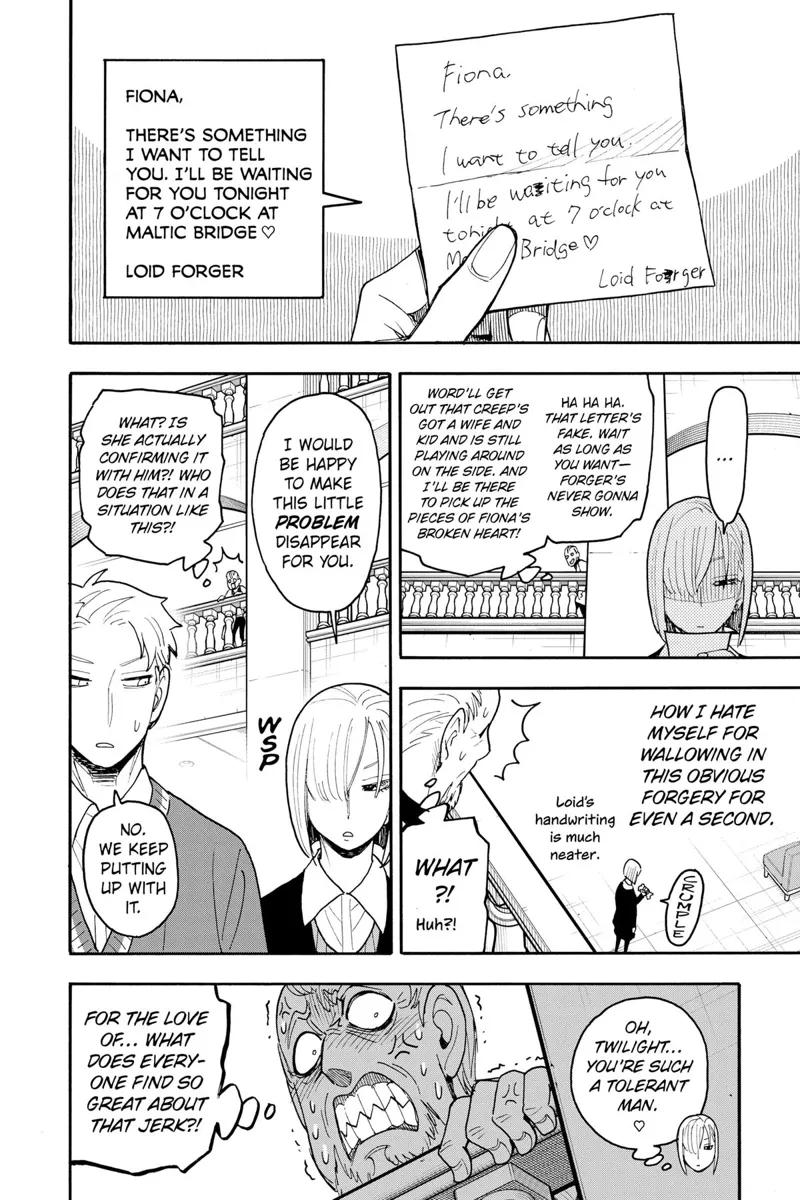 FIONA,
THERE'S SOMETHING
I WANT TO TELL
YOU. I'LL BE WAITING
FOR YOU TONIGHT
AT 7 O'CLOCK AT
MALTIC BRIDGE♡
LOID FORGER
Fiona,
There's something
I want to tell you.
I'll be waiting for you
tonight at 7 o'clock at
Bridge♡
Loid Forger
...
HA HA HA.
THAT LETTER'S
FAKE. WAIT
AS LONG AS
YOU WANT—
FORGER'S
NEVER GONNA
SHOW.
WORD'LL GET
OUT THAT CREEP'S
GOT A WIFE AND
KID AND IS STILL
PLAYING AROUND
ON THE SIDE. AND
I'LL BE THERE
TO PICK UP THE
PIECES OF FIONA'S
BROKEN HEART!
HOW I HATE
MYSELF FOR
WALLOWING IN
THIS OBVIOUS
FORGERY FOR
EVEN A SECOND.
Loid's
handwriting
is much
neater.
CRUMPLE
WHAT
?!
Huh?!
I WOULD
BE HAPPY
TO MAKE
THIS LITTLE
PROBLEM
DISAPPEAR
FOR YOU.
WSP
WHAT? IS
SHE ACTUALLY
CONFIRMING IT
WITH HIM?! WHO
DOES THAT IN A
SITUATION LIKE
THIS?!
NO.
WE KEEP
PUTTING
UP WITH
IT.
OH,
TWILIGHT...
YOU'RE SUCH
A TOLERANT
MAN.
♡
FOR THE LOVE
OF... WHAT
DOES EVERY-
ONE FIND SO
GREAT ABOUT
THAT JERK?!